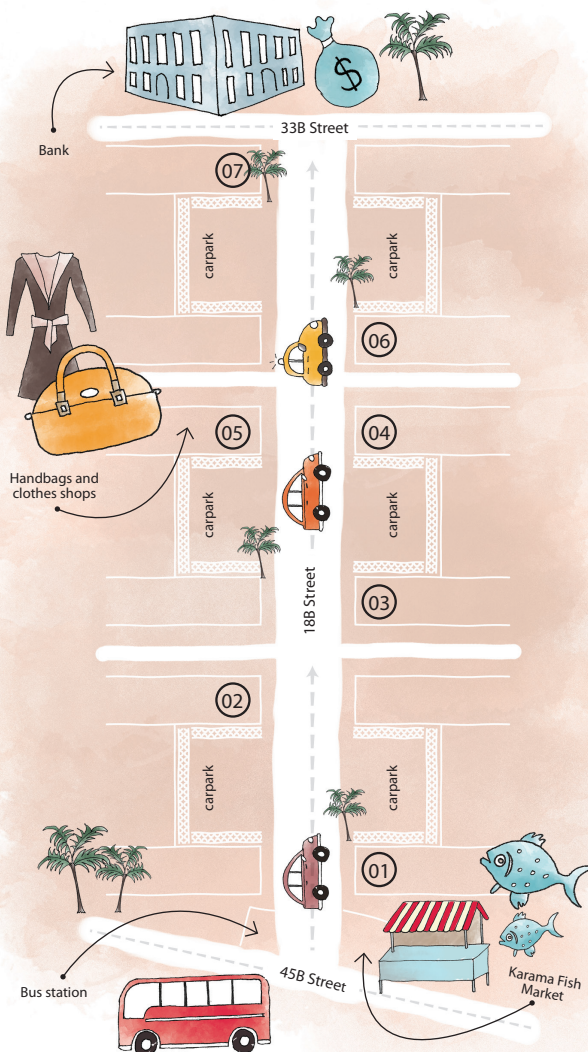 $
33B Street
Bank
07
carpark
carpark
06
05
04
Handbags and
clothes shops
carpark
carpark
18B Street
03
02
carpark
carpark
01
Bus station
45B Street
Karama Fish
Market